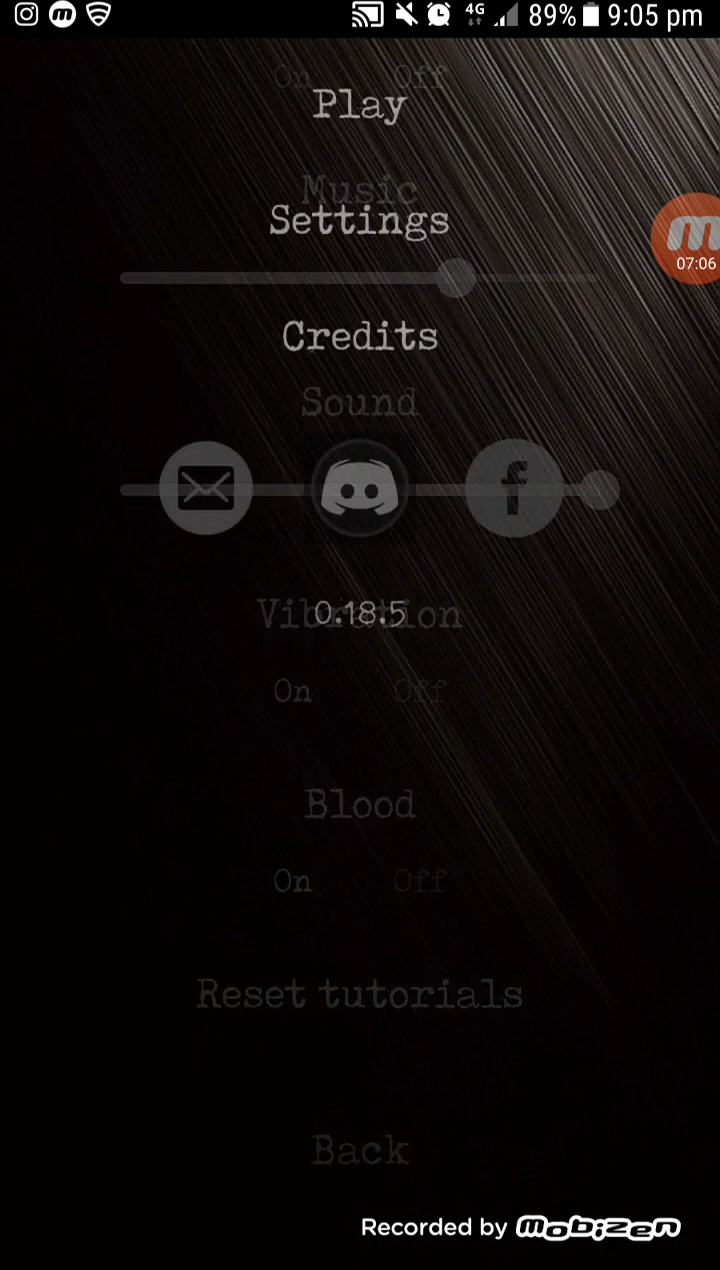 4G 89% 9:05 pm
On Off
Play
Music
Settings
07:06
Credits
Sound
Vibration
0.18.5
On Off
Blood
On Off
Reset tutorials
Back
Recorded by mobizen